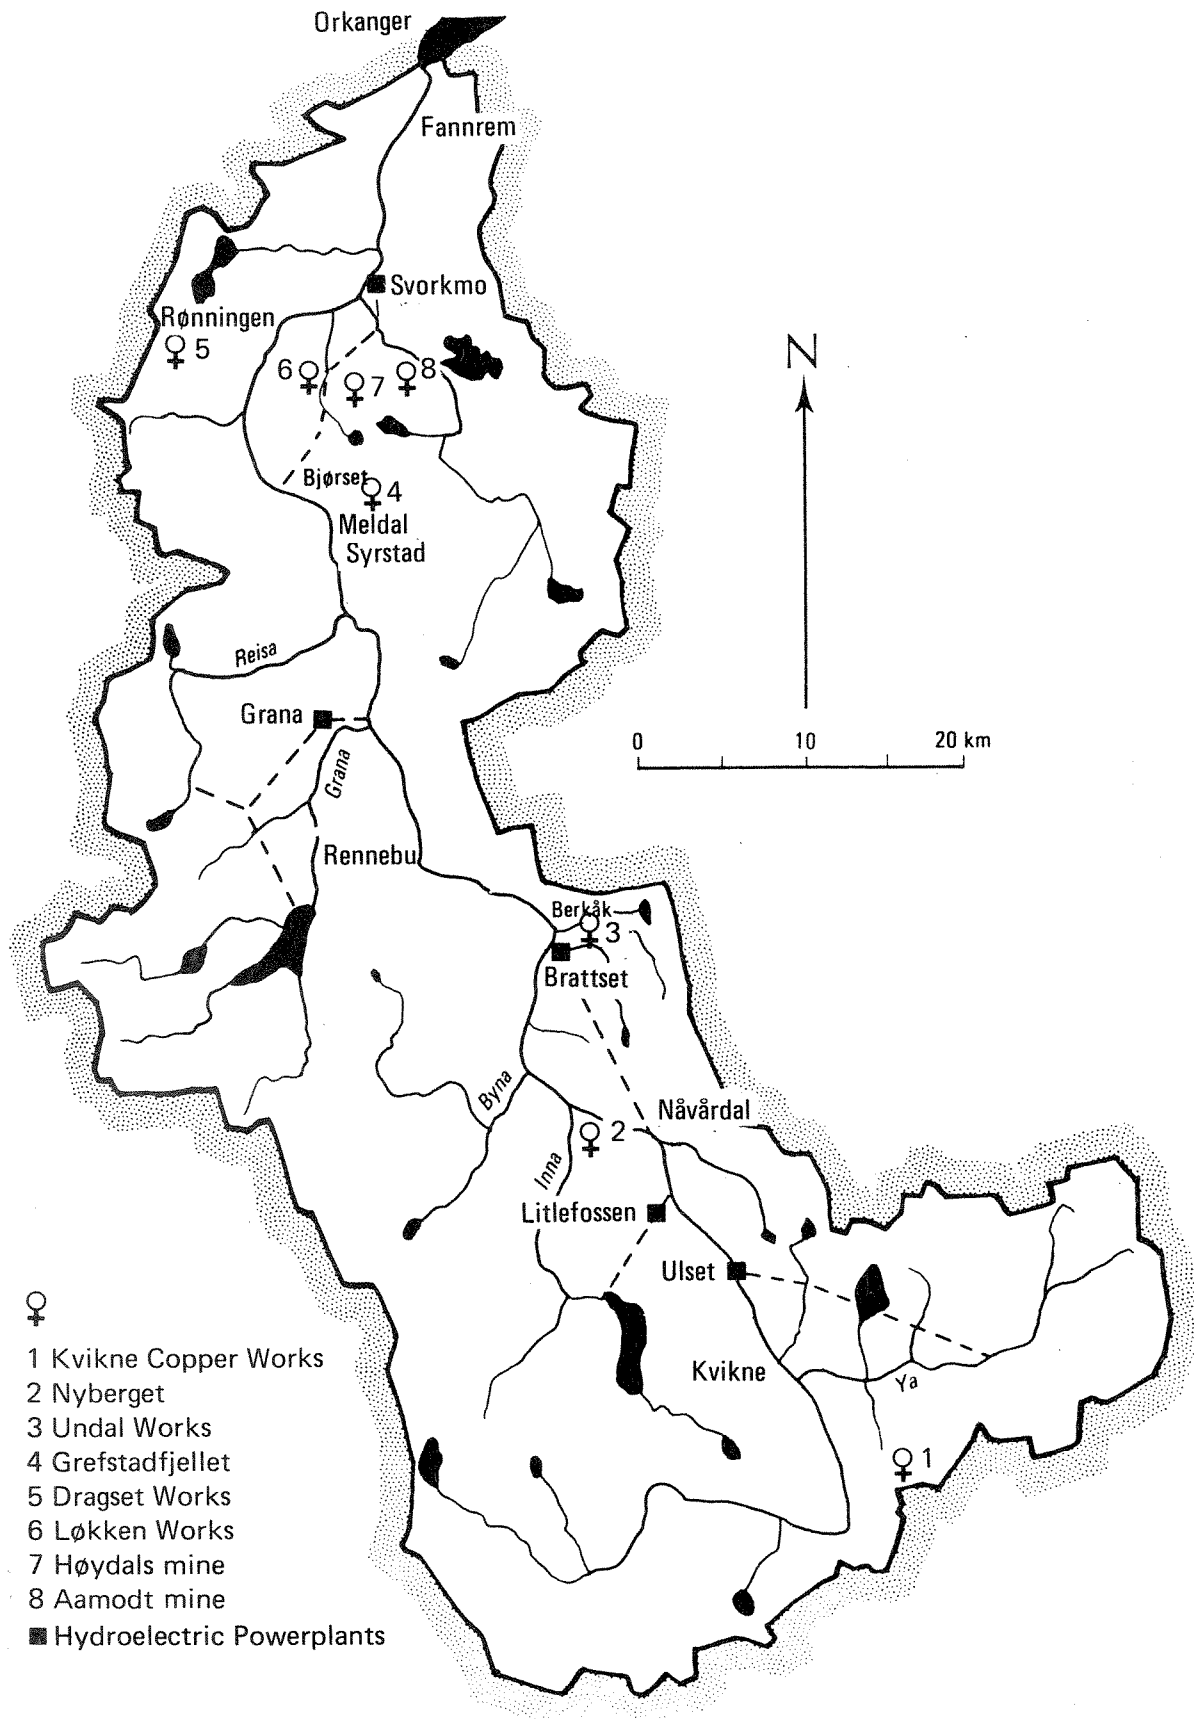 Orkanger
Fannrem
Svorkmo
Rønningen
5
6
7
8
N
Bjørset
4
Meldal
Syrstad
Reisa
Grana
0 10 20 km
Grana
Rennebu
Berkåk
3
Brattset
Byna
Nåvårdal
2
Inna
Litlefossen
Ulset
Kvikne
Ya
1
1 Kvikne Copper Works
2 Nyberget
3 Undal Works
4 Grefstadfjellet
5 Dragset Works
6 Løkken Works
7 Høydals mine
8 Aamodt mine
Hydroelectric Powerplants